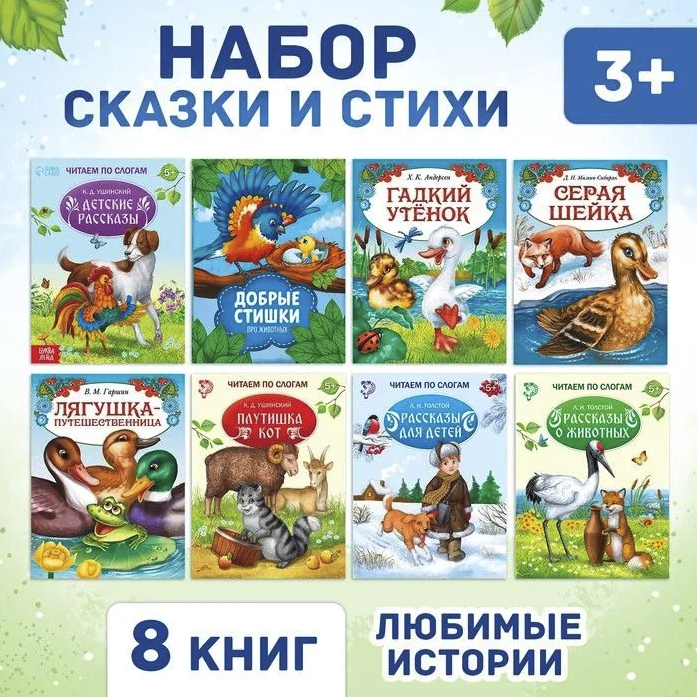 НАБОР
СКАЗКИ И СТИХИ
3+
ЧИТАЕМ ПО СЛОГАМ
5+
К. Д. УШИНСКИЙ
ДЕТСКИЕ
РАССКАЗЫ
БУКВА
ЛЕНД
ДОБРЫЕ
СТИШКИ
ПРО ЖИВОТНЫХ
Х. К. Андерсен
ГАДКИЙ
УТЁНОК
Д. Н. Мамин-Сибиряк
СЕРАЯ
ШЕЙКА
В. М. Гаршин
ЛЯГУШКА-
ПУТЕШЕСТВЕННИЦА
ЧИТАЕМ ПО СЛОГАМ
5+
К. Д. УШИНСКИЙ
ПЛУТИШКА
КОТ
ЧИТАЕМ ПО СЛОГАМ
5+
Л. Н. ТОЛСТОЙ
РАССКАЗЫ
ДЛЯ ДЕТЕЙ
ЧИТАЕМ ПО СЛОГАМ
5+
Л. Н. ТОЛСТОЙ
РАССКАЗЫ
О ЖИВОТНЫХ
8 КНИГ
ЛЮБИМЫЕ
ИСТОРИИ